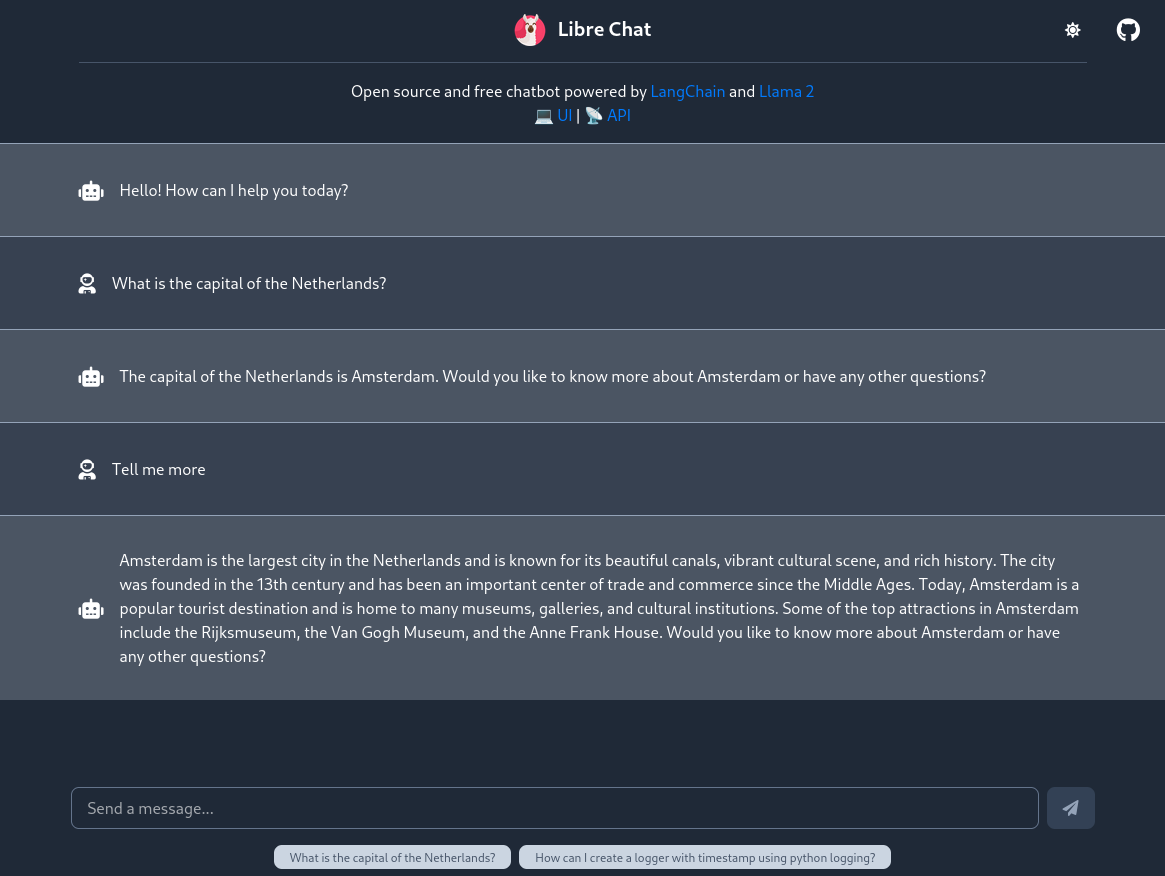 Libre Chat
Open source and free chatbot powered by LangChain and Llama 2
💻 UI | 📡 API
Hello! How can I help you today?
What is the capital of the Netherlands?
The capital of the Netherlands is Amsterdam. Would you like to know more about Amsterdam or have any other questions?
Tell me more
Amsterdam is the largest city in the Netherlands and is known for its beautiful canals, vibrant cultural scene, and rich history. The city
was founded in the 13th century and has been an important center of trade and commerce since the Middle Ages. Today, Amsterdam is a
popular tourist destination and is home to many museums, galleries, and cultural institutions. Some of the top attractions in Amsterdam
include the Rijksmuseum, the Van Gogh Museum, and the Anne Frank House. Would you like to know more about Amsterdam or have
any other questions?
Send a message...
What is the capital of the Netherlands?
How can I create a logger with timestamp using python logging?